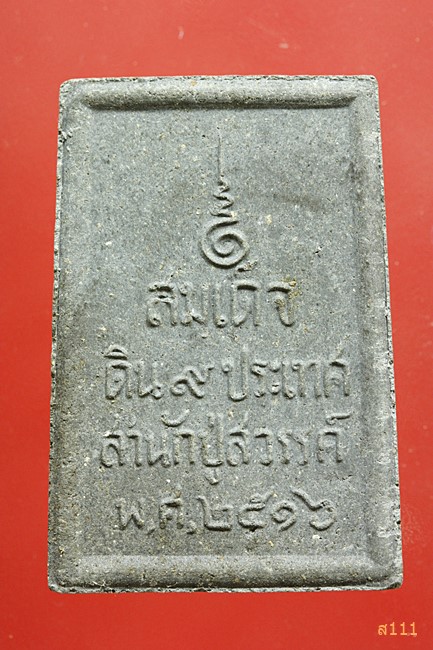 สมเด็จ
ดิน ๙ ประเทศ
สำนักปู่สวรรค์
พ.ศ.๒๕๑๖
ส111